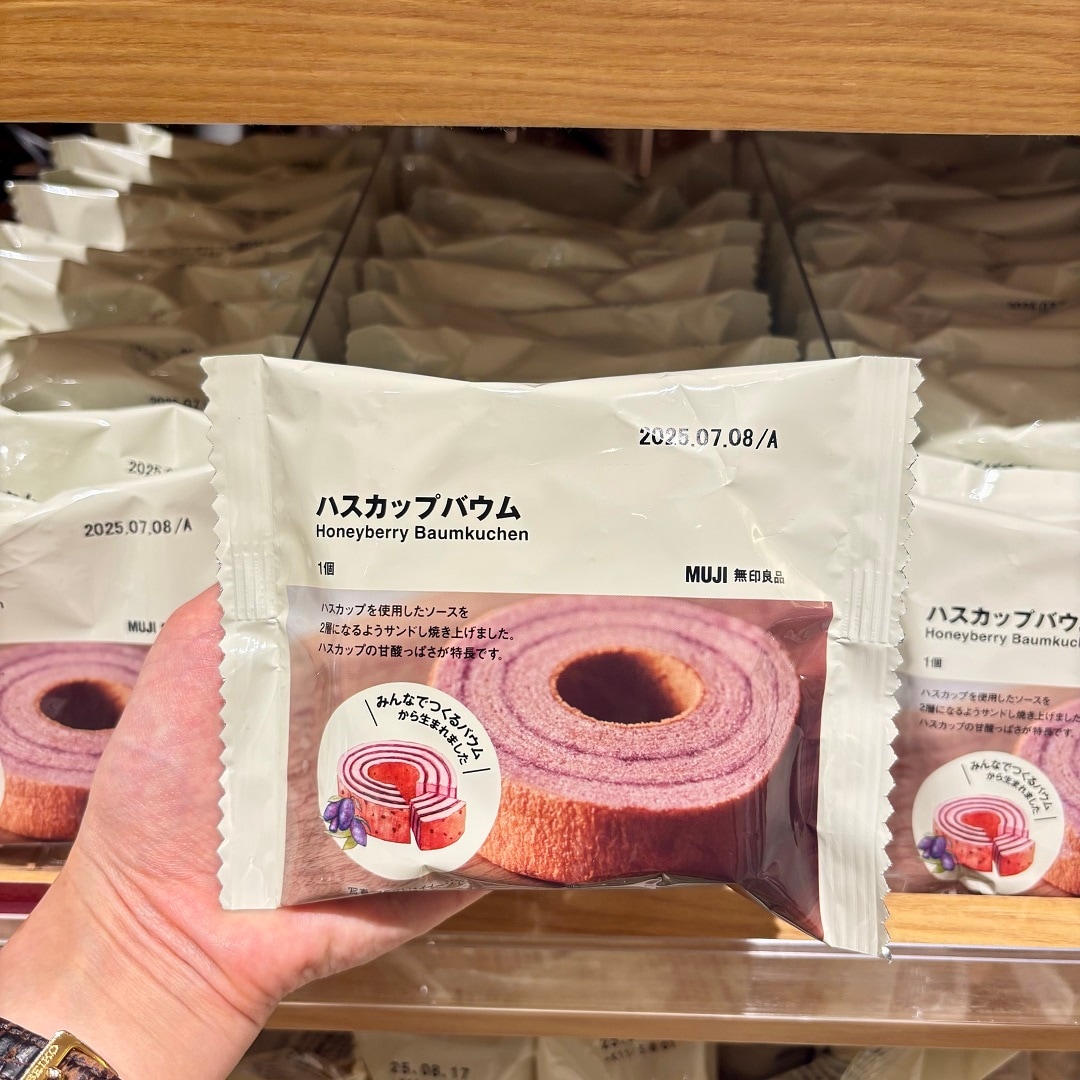 2025.07.08/A
ハスカップバウム
Honeyberry Baumkuchen
1個
MUJI 無印良品
ハスカップを使用したソースを
2層になるようサンドし焼き上げました。
ハスカップの甘酸っぱさが特長です。
みんなでつくるバウム
から生まれました
2025.07.08/A
MUJI
ハスカップバウ
Honeyberry
1個
ハスカップを使用したソースを
2層になるようサンドし焼き上げました
ハスカップの甘酸っぱさが特長です。
みんなでつくるバウム
から生まれました
SEIKO
25.08.17